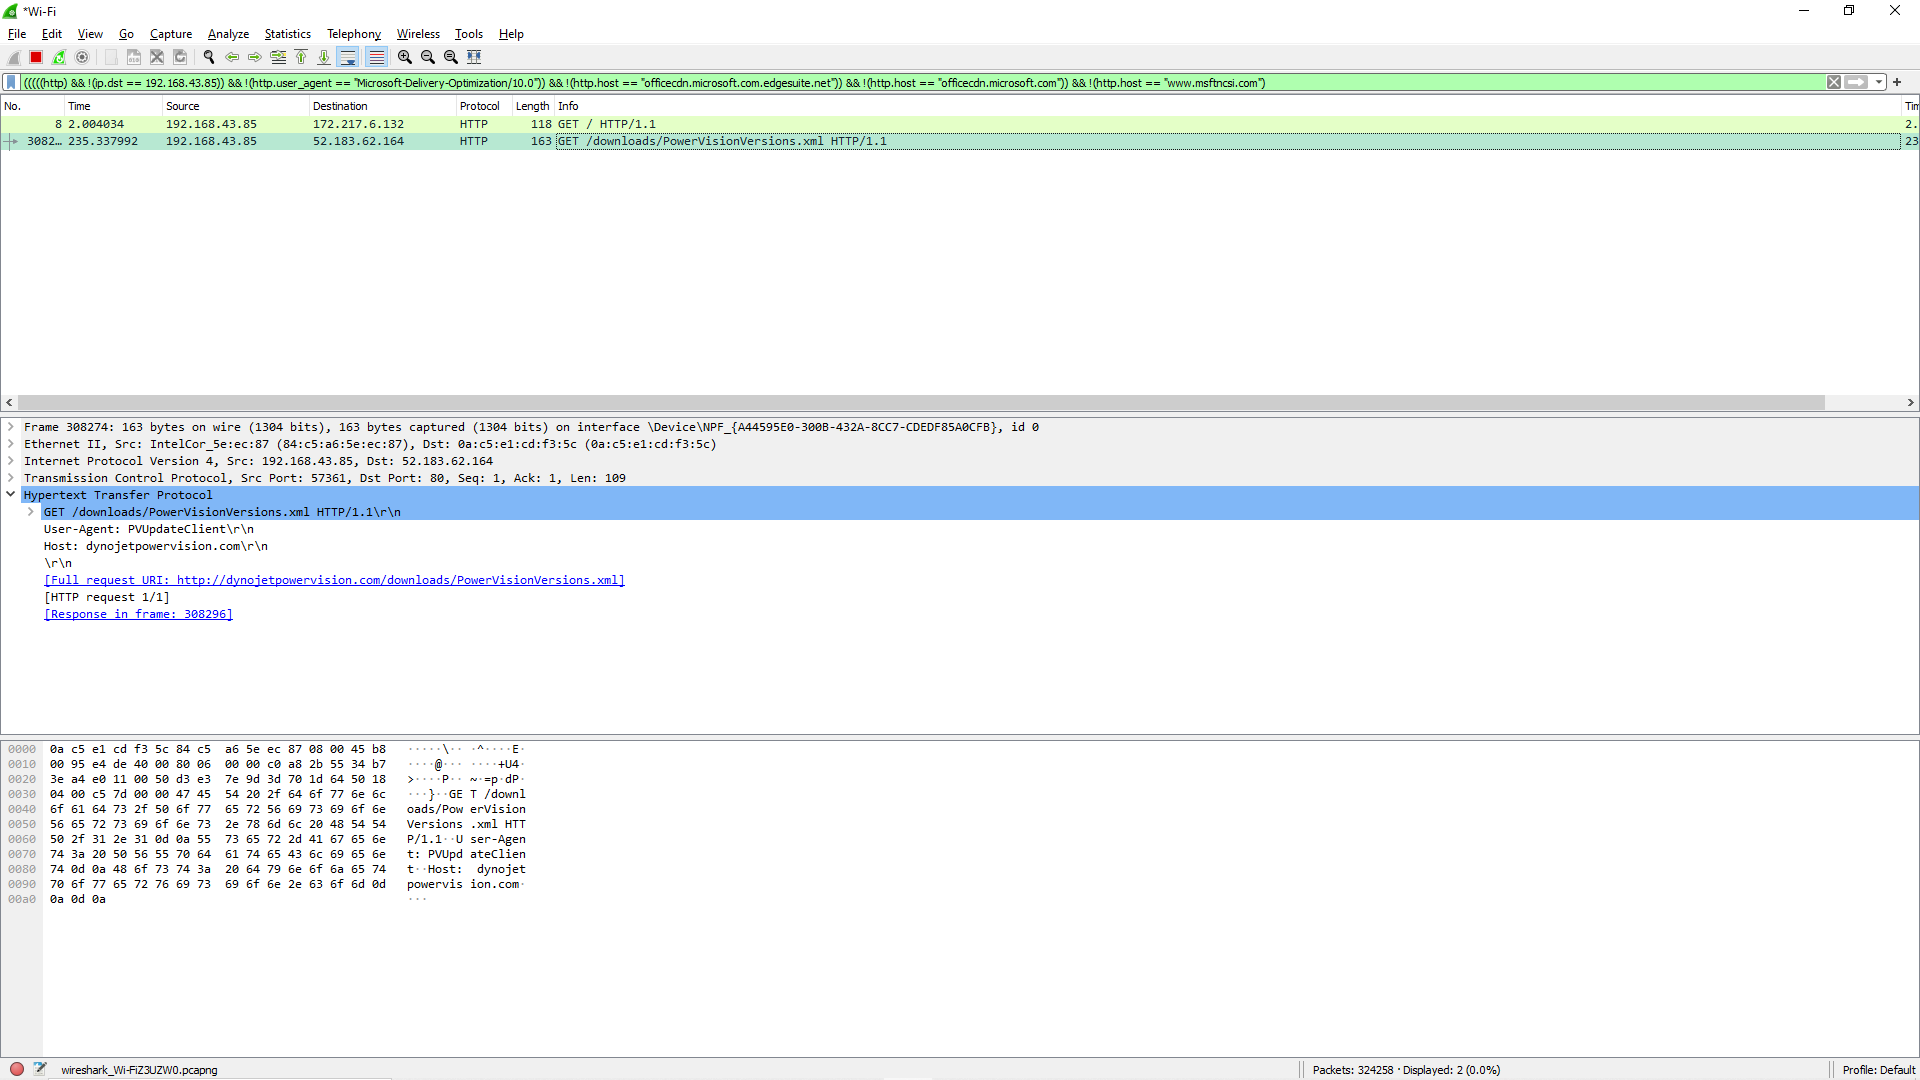 *Wi-Fi
File Edit View Go Capture Analyze Statistics Telephony Wireless Tools Help
(((((http) && !(ip.dst == 192.168.43.85)) && !(http.user_agent == "Microsoft-Delivery-Optimization/10.0")) && !(http.host == "officecdn.microsoft.com.edgesuite.net")) && !(http.host == "officecdn.microsoft.com")) && !(http.host == "www.msftncsi.com")
No. Time Source Destination Protocol Length Info Tim
8 2.004034 192.168.43.85 172.217.6.132 HTTP 118 GET / HTTP/1.1 2.
3082… 235.337992 192.168.43.85 52.183.62.164 HTTP 163 GET /downloads/PowerVisionVersions.xml HTTP/1.1 23
Frame 308274: 163 bytes on wire (1304 bits), 163 bytes captured (1304 bits) on interface \Device\NPF_{A44595E0-300B-432A-8CC7-CDEDF85A0CFB}, id 0
Ethernet II, Src: IntelCor_5e:ec:87 (84:c5:a6:5e:ec:87), Dst: 0a:c5:e1:cd:f3:5c (0a:c5:e1:cd:f3:5c)
Internet Protocol Version 4, Src: 192.168.43.85, Dst: 52.183.62.164
Transmission Control Protocol, Src Port: 57361, Dst Port: 80, Seq: 1, Ack: 1, Len: 109
Hypertext Transfer Protocol
GET /downloads/PowerVisionVersions.xml HTTP/1.1\r\n
User-Agent: PVUpdateClient\r\n
Host: dynojetpowervision.com\r\n
\r\n
[Full request URI: http://dynojetpowervision.com/downloads/PowerVisionVersions.xml]
[HTTP request 1/1]
[Response in frame: 308296]
0000 0a c5 e1 cd f3 5c 84 c5 a6 5e ec 87 08 00 45 b8 ·····\·· ·^····E·
0010 00 95 e4 de 40 00 80 06 00 00 c0 a8 2b 55 34 b7 ····@··· ····+U4·
0020 3e a4 e0 11 00 50 d3 e3 7e 9d 3d 70 1d 64 50 18 >····P·· ~·=p·dP·
0030 04 00 c5 7d 00 00 47 45 54 20 2f 64 6f 77 6e 6c ···}··GE T /downl
0040 6f 61 64 73 2f 50 6f 77 65 72 56 69 73 69 6f 6e oads/Pow erVision
0050 56 65 72 73 69 6f 6e 73 2e 78 6d 6c 20 48 54 54 Versions .xml HTT
0060 50 2f 31 2e 31 0d 0a 55 73 65 72 2d 41 67 65 6e P/1.1··U ser-Agen
0070 74 3a 20 50 56 55 70 64 61 74 65 43 6c 69 65 6e t: PVUpd ateClien
0080 74 0d 0a 48 6f 73 74 3a 20 64 79 6e 6f 6a 65 74 t··Host: dynojet
0090 70 6f 77 65 72 76 69 73 69 6f 6e 2e 63 6f 6d 0d powervis ion.com·
00a0 0a 0d 0a ···
wireshark_Wi-FiZ3UZW0.pcapng Packets: 324258 · Displayed: 2 (0.0%) Profile: Default